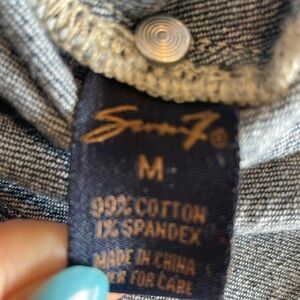 Seven7®
M
99% COTTON
1% SPANDEX
MADE IN CHINA
FOR CARE